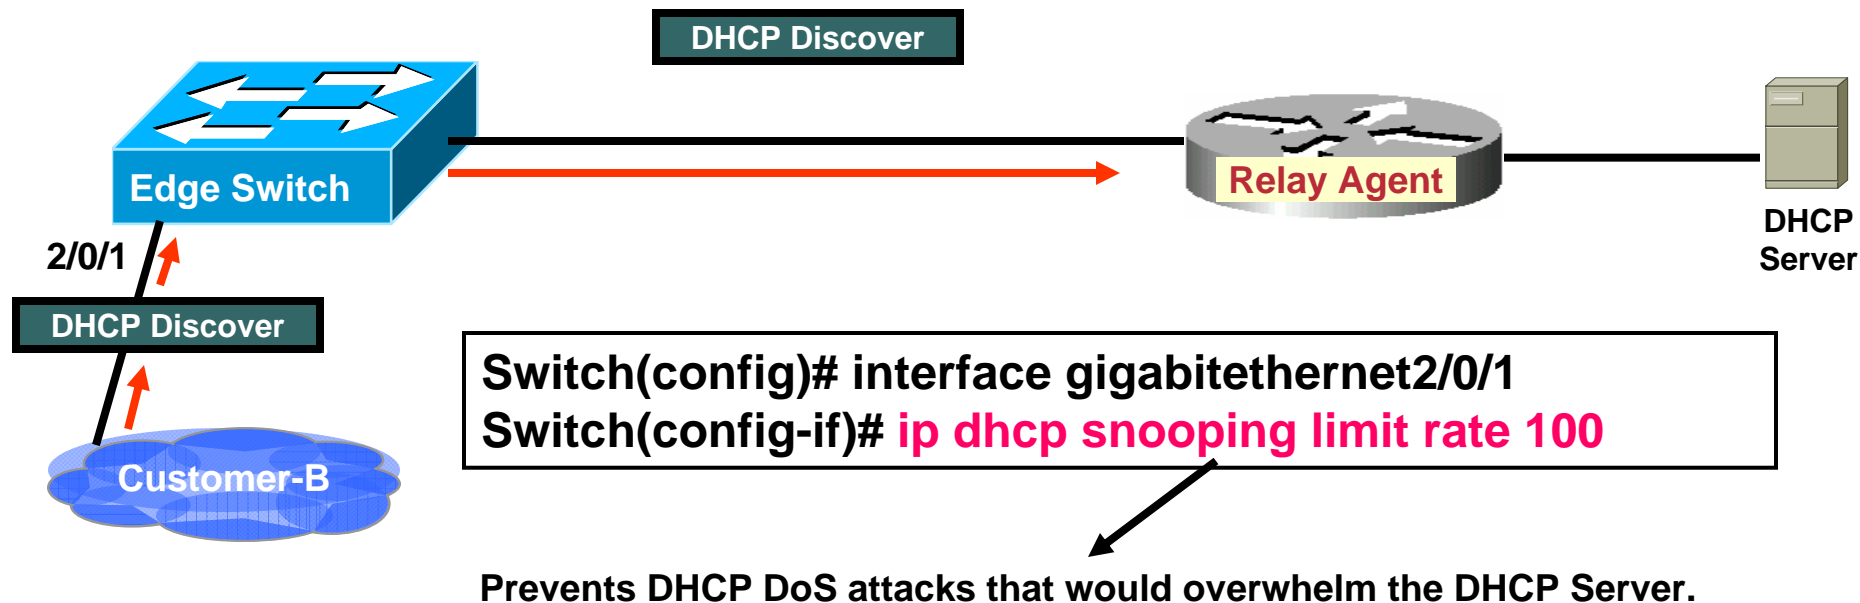 DHCP Discover
Edge Switch
Relay Agent
DHCP
Server
2/0/1
DHCP Discover
Customer-B
Switch(config)# interface gigabitethernet2/0/1
Switch(config-if)# ip dhcp snooping limit rate 100
Prevents DHCP DoS attacks that would overwhelm the DHCP Server.